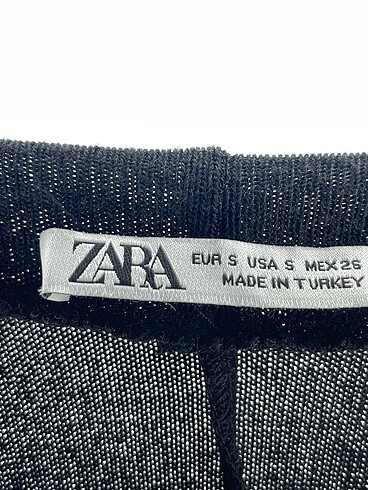 ZARA
EUR S USA S MEX 26
MADE IN TURKEY